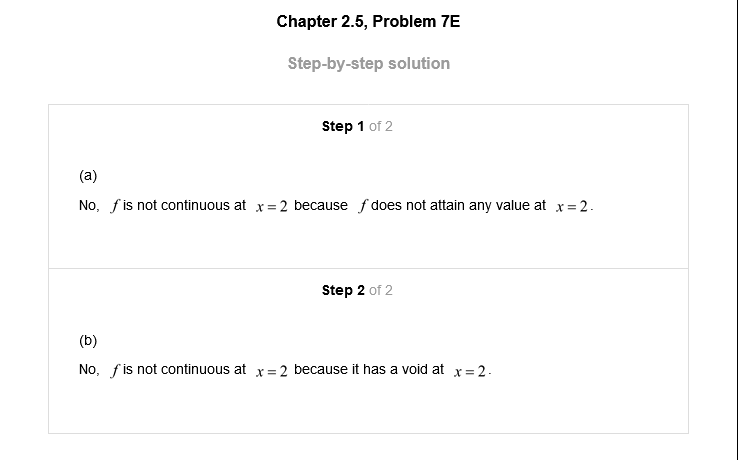 Chapter 2.5, Problem 7E
Step-by-step solution
Step 1 of 2
(a)
No, f is not continuous at x = 2 because f does not attain any value at x = 2.
Step 2 of 2
(b)
No, f is not continuous at x = 2 because it has a void at x = 2.